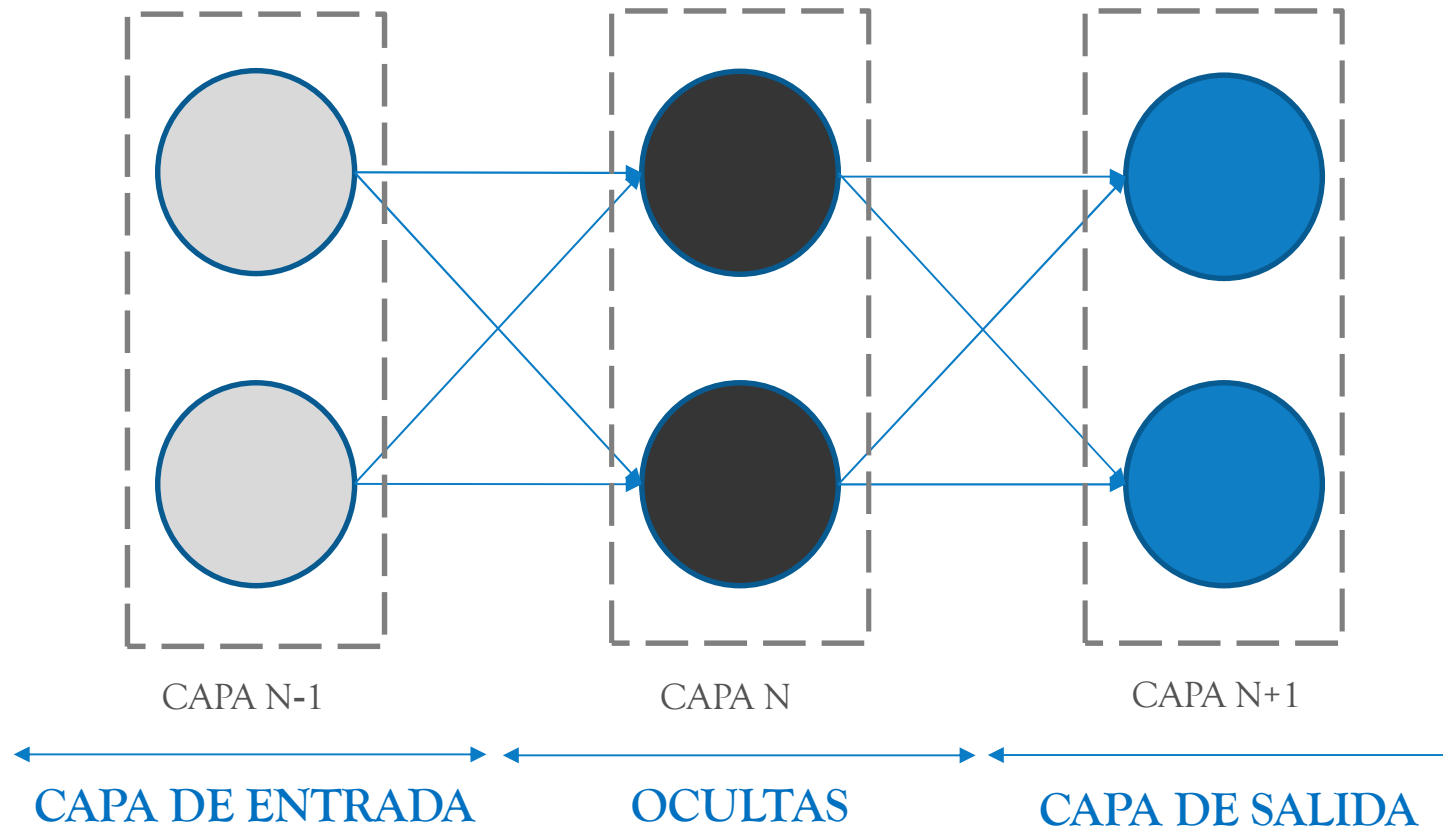 CAPA N-1
CAPA N
CAPA N+1
CAPA DE ENTRADA
OCULTAS
CAPA DE SALIDA